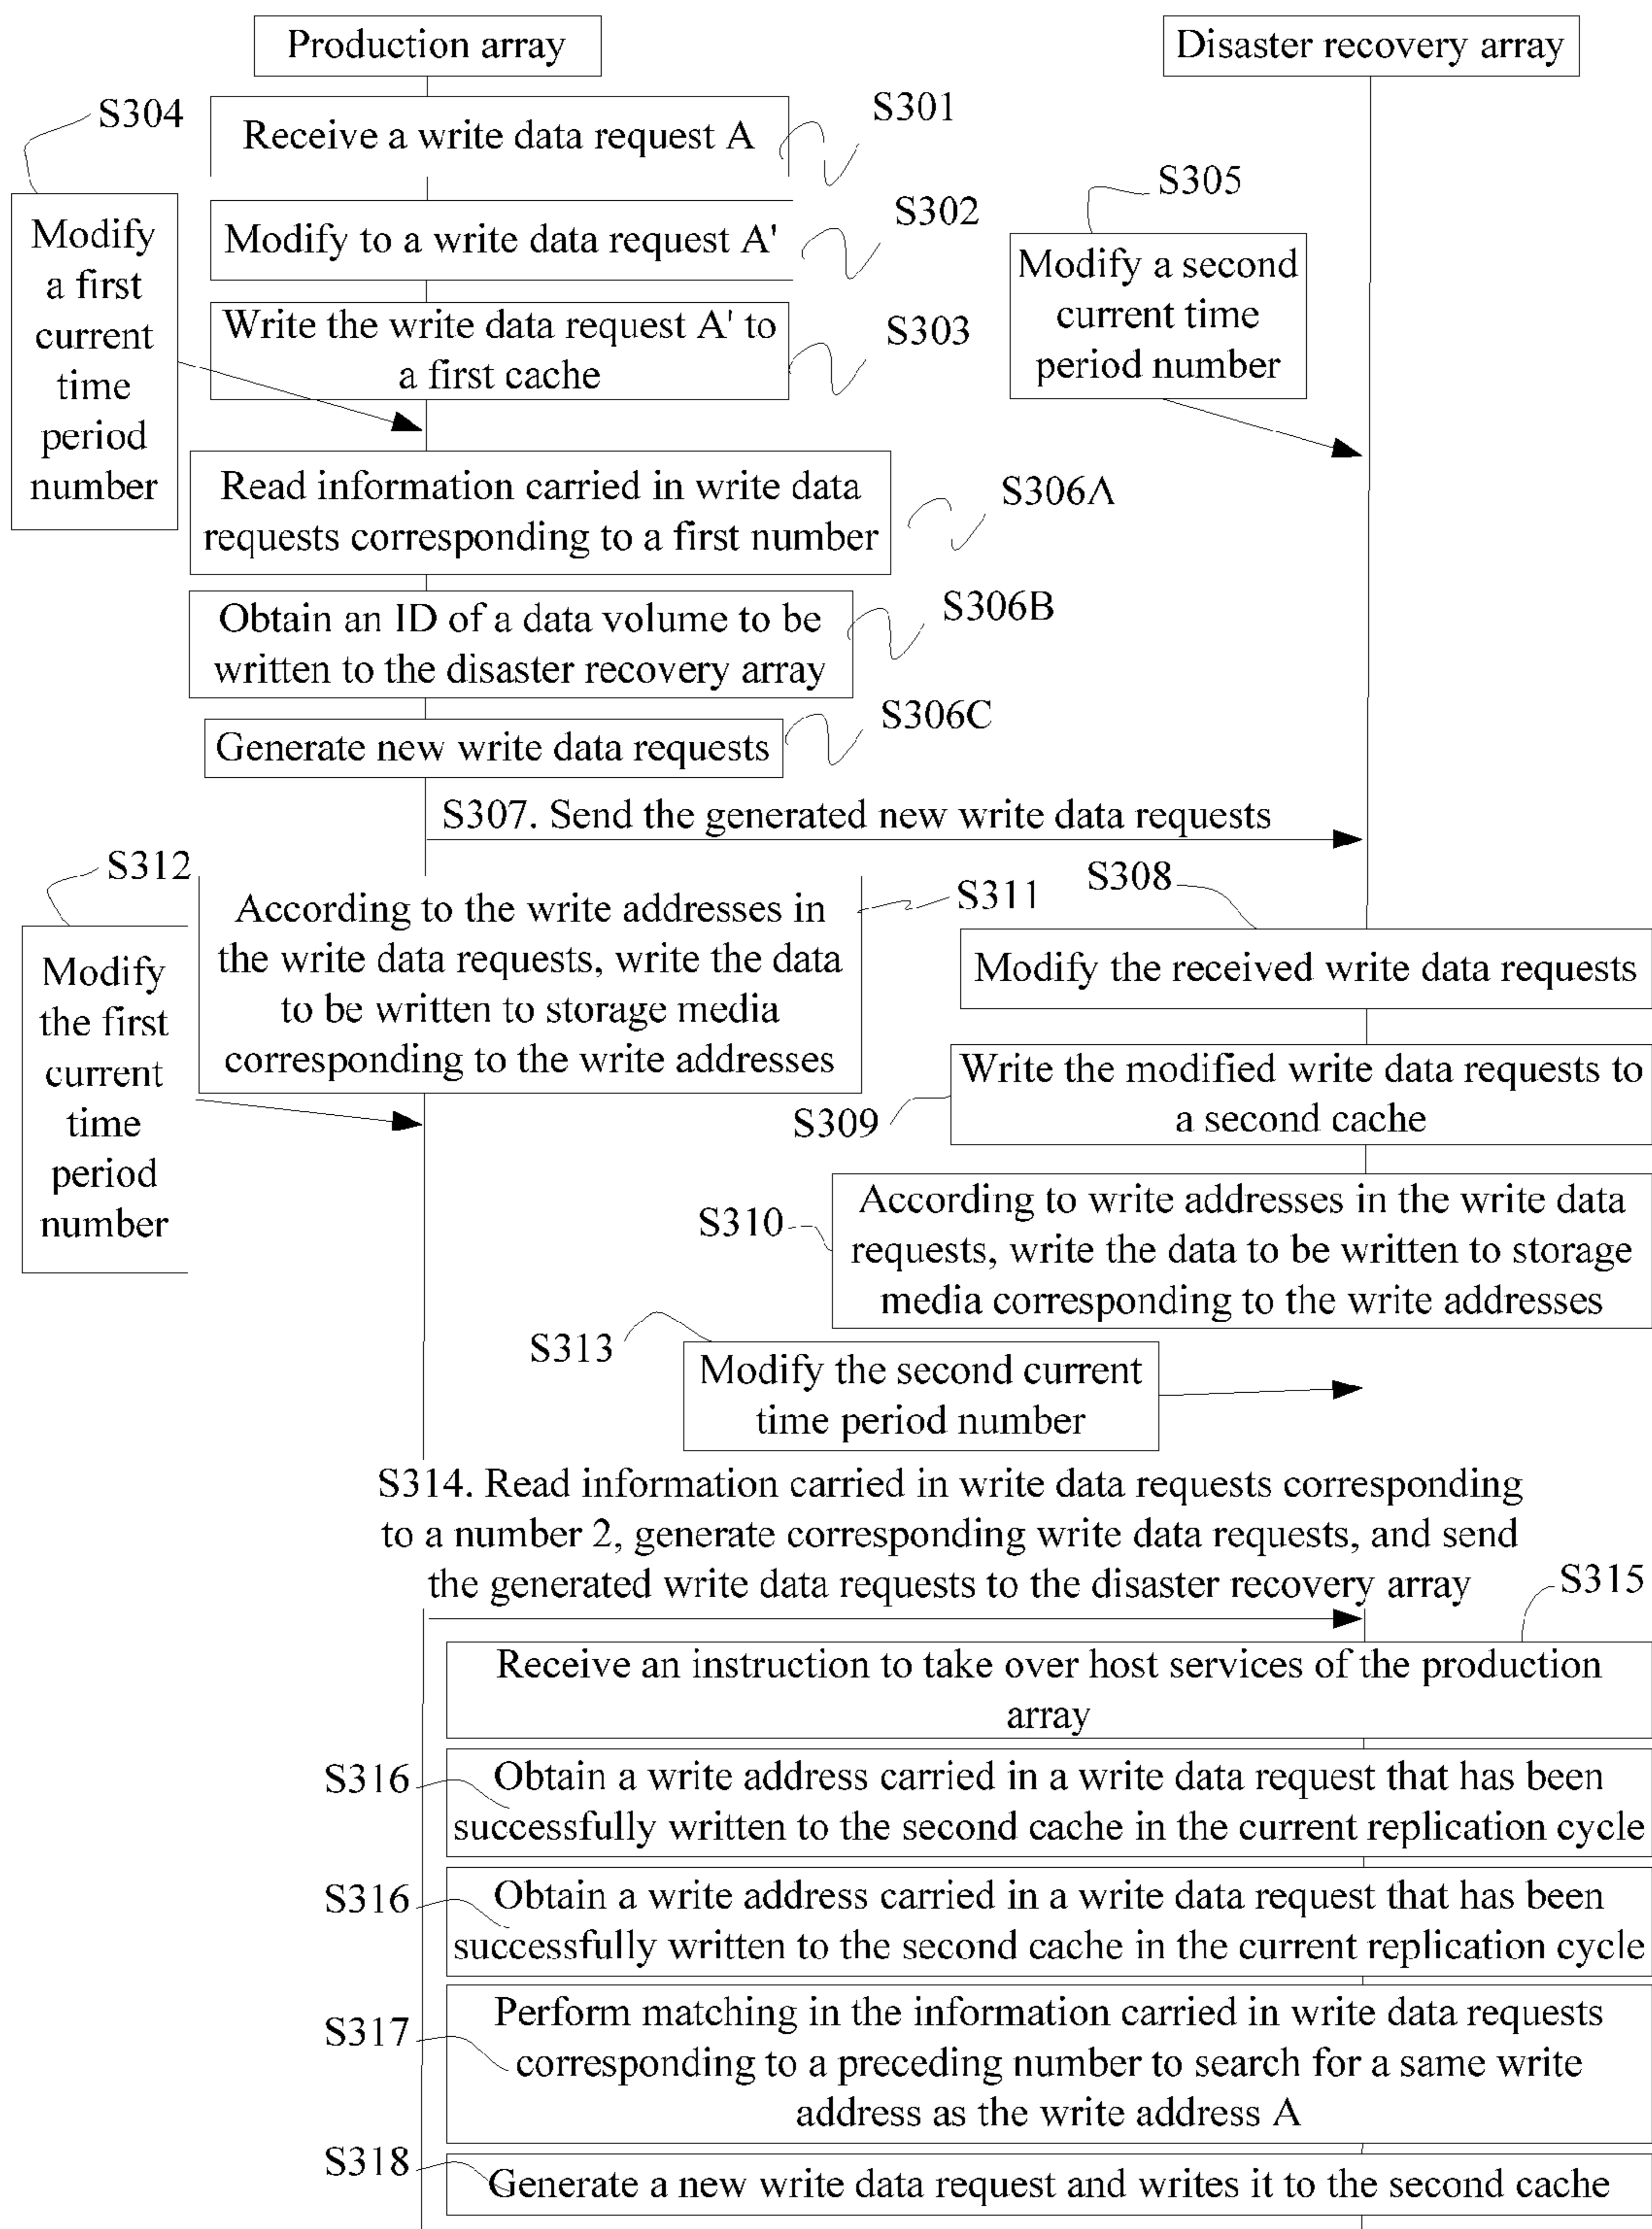 Production array
Disaster recovery array
S304
Receive a write data request A
S301
S305
Modify
a first
current
time
period
number
Modify to a write data request A'
S302
Modify a second
current time
period number
Write the write data request A' to
a first cache
S303
Read information carried in write data
requests corresponding to a first number
S306A
Obtain an ID of a data volume to be
written to the disaster recovery array
S306B
Generate new write data requests
S306C
S307. Send the generated new write data requests
S312
Modify
the first
current
time
period
number
According to the write addresses in
the write data requests, write the data
to be written to storage media
corresponding to the write addresses
S311
S308
Modify the received write data requests
Write the modified write data requests to
a second cache
S309
S310
According to write addresses in the write data
requests, write the data to be written to storage
media corresponding to the write addresses
S313
Modify the second current
time period number
S314. Read information carried in write data requests corresponding
to a number 2, generate corresponding write data requests, and send
the generated write data requests to the disaster recovery array
S315
Receive an instruction to take over host services of the production
array
S316
Obtain a write address carried in a write data request that has been
successfully written to the second cache in the current replication cycle
S316
Obtain a write address carried in a write data request that has been
successfully written to the second cache in the current replication cycle
S317
Perform matching in the information carried in write data requests
corresponding to a preceding number to search for a same write
address as the write address A
S318
Generate a new write data request and writes it to the second cache